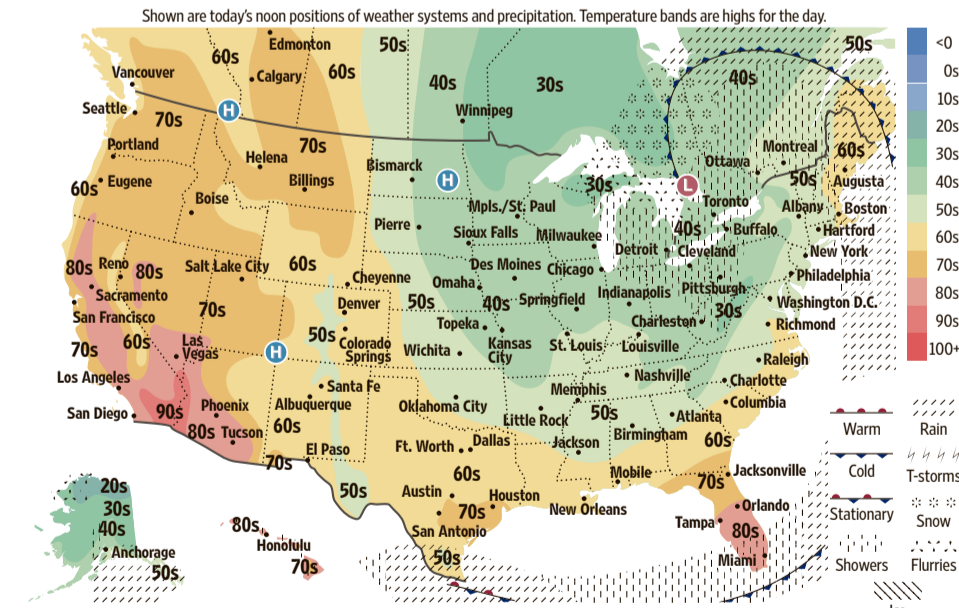 Shown are today's noon positions of weather systems and precipitation. Temperature bands are highs for the day.
Edmonton
50s
50s
<0
60s
Vancouver
Calgary
60s
40s
30s
40s
0s
10s
Seattle
H
Winnipeg
20s
70s
Portland
Helena
70s
Bismarck
Montreal
60s
30s
Ottawa
40s
60s
Eugene
Billings
H
30s
L
50s
Augusta
Boise
Mpls./St. Paul
Toronto
Albany
Boston
50s
Pierre
Sioux Falls
Milwaukee
40s
Buffalo
Hartford
60s
Detroit
Cleveland
New York
80s
Reno
80s
Salt Lake City
60s
Cheyenne
Des Moines
Chicago
Philadelphia
70s
Sacramento
Omaha
Indianapolis
Pittsburgh
80s
San Francisco
70s
Denver
50s
40s
Springfield
30s
Washington D.C.
90s
Topeka
Charleston
Richmond
70s
60s
Las
Vegas
H
50s
Colorado
Springs
Wichita
Kansas
City
St. Louis
Louisville
Raleigh
100+
Los Angeles
Santa Fe
Nashville
Charlotte
San Diego
90s
Phoenix
Albuquerque
Oklahoma City
Memphis
Columbia
80s
Tucson
60s
Little Rock
50s
Atlanta
Warm
Rain
70s
El Paso
Ft. Worth
Dallas
Jackson
Birmingham
60s
Cold
T-storms
20s
50s
60s
Mobile
70s
Jacksonville
30s
Austin
Houston
New Orleans
Orlando
Stationary
Snow
40s
80s
70s
Tampa
80s
Anchorage
Honolulu
San Antonio
Miami
Showers
Flurries
50s
70s
50s